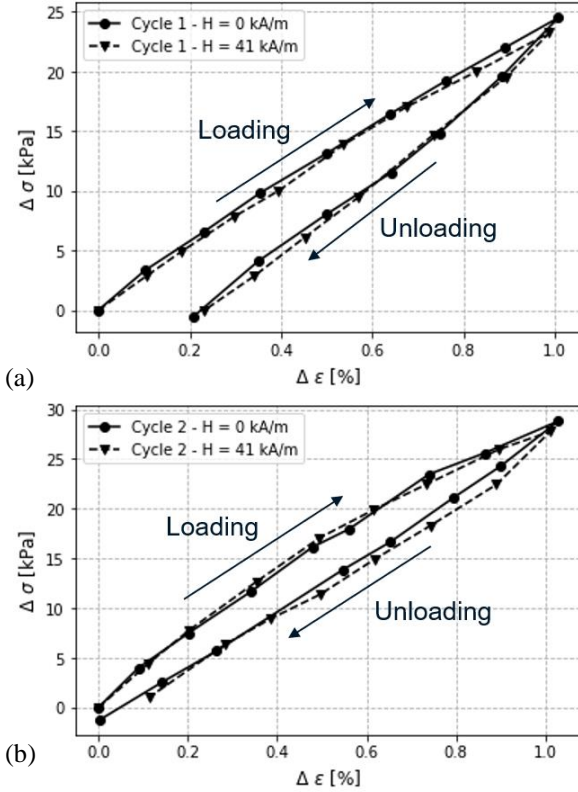 25
20
15
10
5
0
Δ σ [kPa]
Cycle 1 - H = 0 kA/m
Cycle 1 - H = 41 kA/m
Loading
Unloading
0.0 0.2 0.4 0.6 0.8 1.0
Δ ε [%]
(a)
30
25
20
15
10
5
0
Δ σ [kPa]
Cycle 2 - H = 0 kA/m
Cycle 2 - H = 41 kA/m
Loading
Unloading
0.0 0.2 0.4 0.6 0.8 1.0
Δ ε [%]
(b)